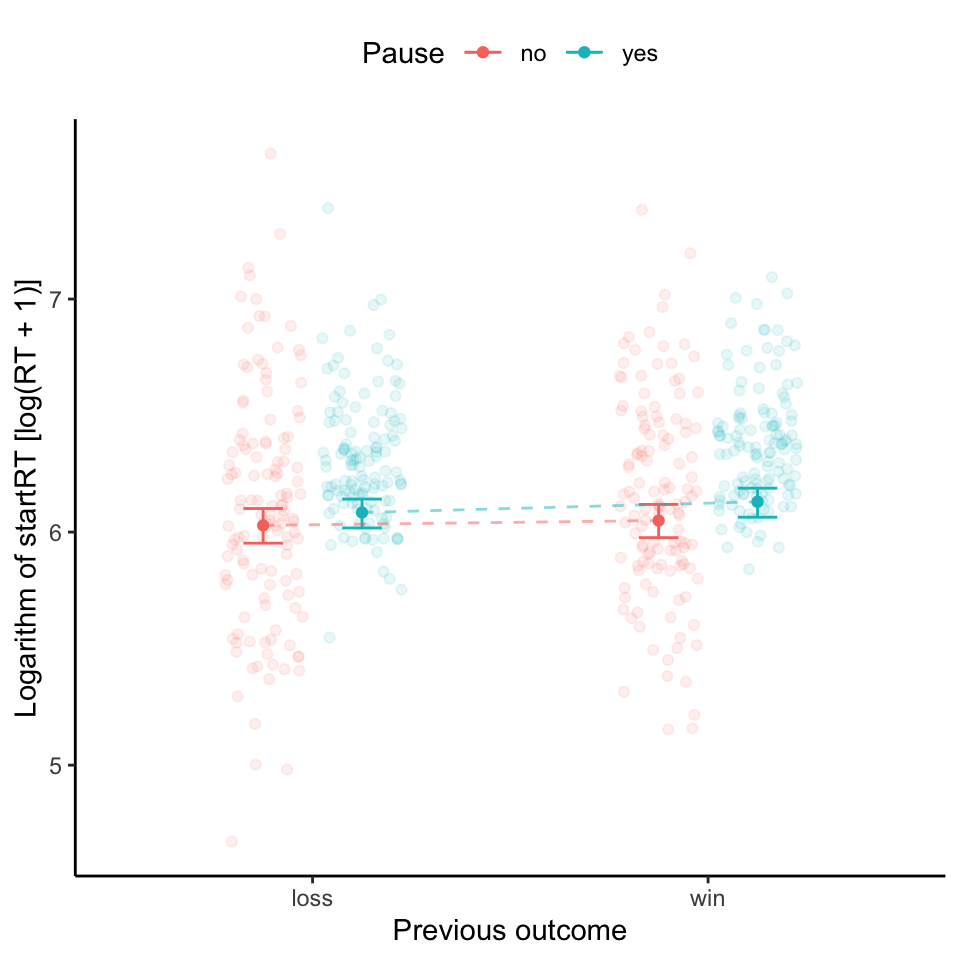 Pause no yes
Logarithm of startRT [log(RT + 1)]
7
6
5
loss win
Previous outcome